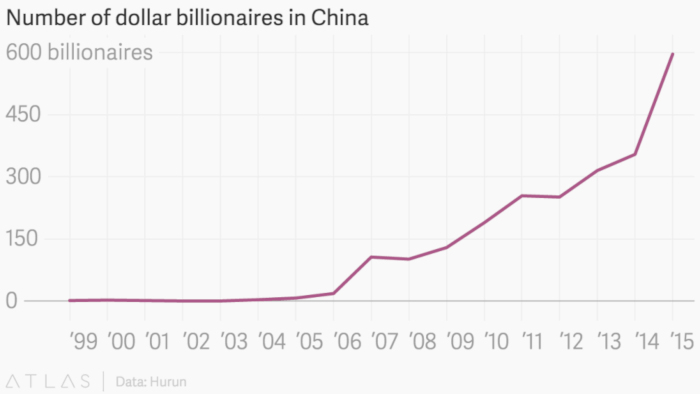 Number of dollar billionaires in China
600 billionaires
450
300
150
0
’99 ’00 ’01 ’02 ’03 ’04 ’05 ’06 ’07 ’08 ’09 ’10 ’11 ’12 ’13 ’14 ’15
ATLAS Data: Hurun